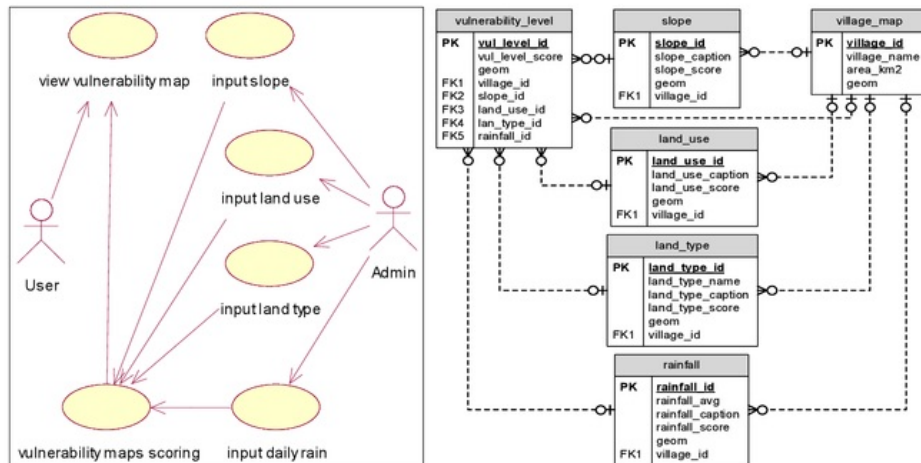 view vulnerability map
input slope
input land use
User
input land type
Admin
vulnerability maps scoring
input daily rain
vulnerability_level
PK vul_level_id
vul_level_score
geom
FK1 village_id
FK2 slope_id
FK3 land_use_id
FK4 lan_type_id
FK5 rainfall_id
slope
PK slope_id
slope_caption
slope_score
geom
FK1 village_id
village_map
PK village_id
village_name
area_km2
geom
land_use
PK land_use_id
land_use_caption
land_use_score
geom
FK1 village_id
land_type
PK land_type_id
land_type_name
land_type_caption
land_type_score
geom
FK1 village_id
rainfall
PK rainfall_id
rainfall_avg
rainfall_caption
rainfall_score
geom
FK1 village_id